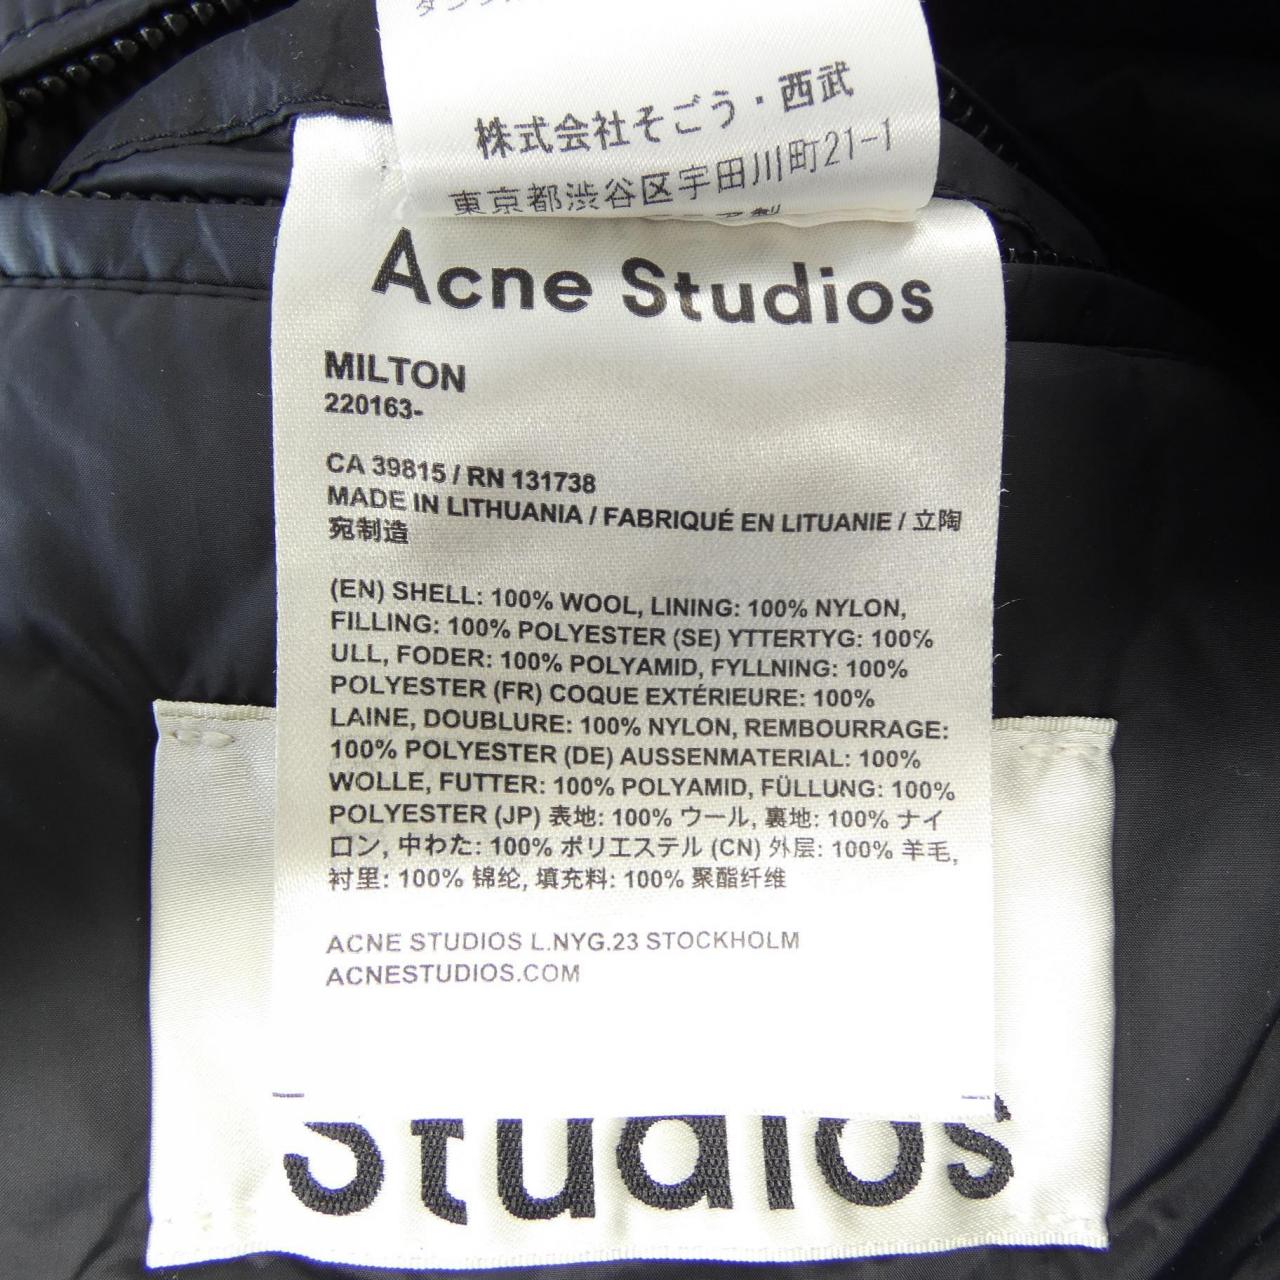 株式会社そごう・西武
東京都渋谷区宇田川町21-1
Acne Studios
MILTON
220163-
CA 39815 / RN 131738
MADE IN LITHUANIA / FABRIQUÉ EN LITUANIE / 立陶
宛制造
(EN) SHELL: 100% WOOL, LINING: 100% NYLON,
FILLING: 100% POLYESTER (SE) YTTERTYG: 100%
ULL, FODER: 100% POLYAMID, FYLLNING: 100%
POLYESTER (FR) COQUE EXTÉRIEURE: 100%
LAINE, DOUBLURE: 100% NYLON, REMBOURRAGE:
100% POLYESTER (DE) AUSSENMATERIAL: 100%
WOLLE, FUTTER: 100% POLYAMID, FÜLLUNG: 100%
POLYESTER (JP) 表地: 100% ウール, 裏地: 100% ナイ
ロン, 中わた: 100% ポリエステル (CN) 外层: 100% 羊毛,
衬里: 100% 锦纶, 填充料: 100% 聚酯纤维
ACNE STUDIOS L.NYG.23 STOCKHOLM
ACNESTUDIOS.COM
Studios